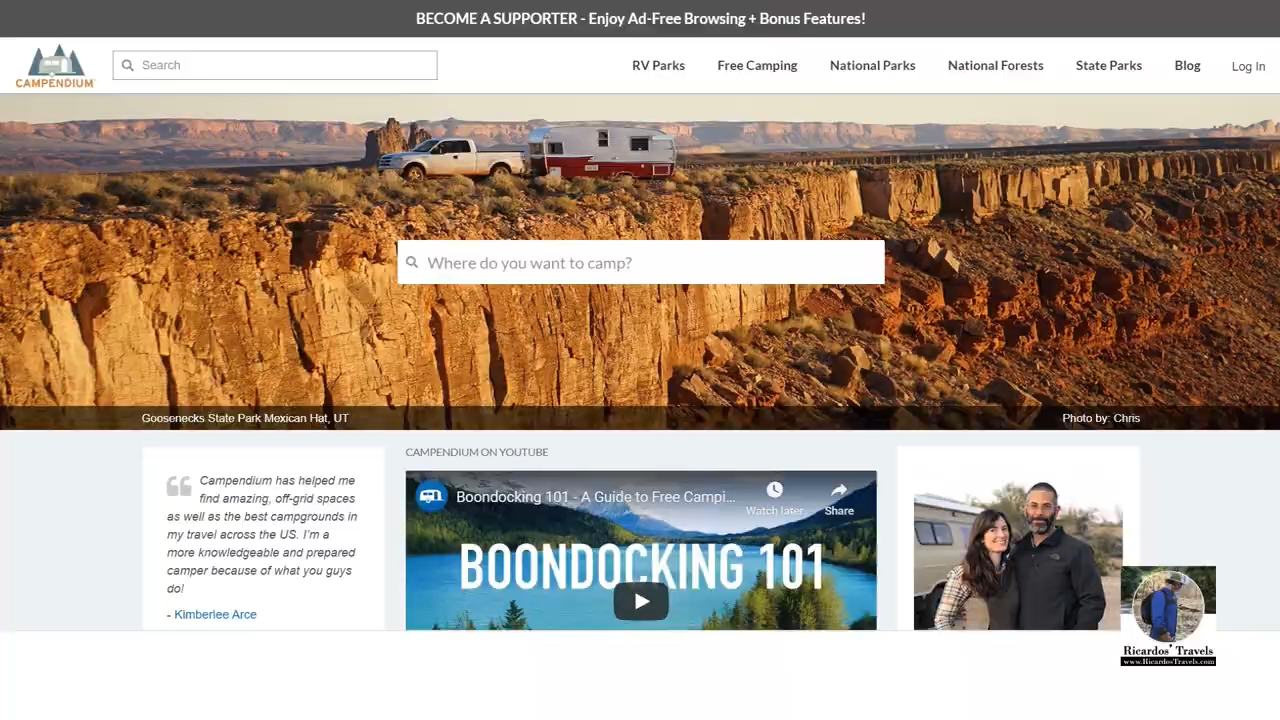 BECOME A SUPPORTER - Enjoy Ad-Free Browsing + Bonus Features!
CAMPENDIUM
Search
RV Parks
Free Camping
National Parks
National Forests
State Parks
Blog
Log In
Where do you want to camp?
Goosenecks State Park Mexican Hat, UT
Photo by: Chris
Campendium has helped me
find amazing, off-grid spaces
as well as the best campgrounds in
my travel across the US. I'm a
more knowledgeable and prepared
camper because of what you guys
do!
- Kimberlee Arce
CAMPENDIUM ON YOUTUBE
Boondocking 101 - A Guide to Free Campi...
Watch later
Share
BOONDOCKING 101
Ricardos' Travels
www.RicardosTravels.com